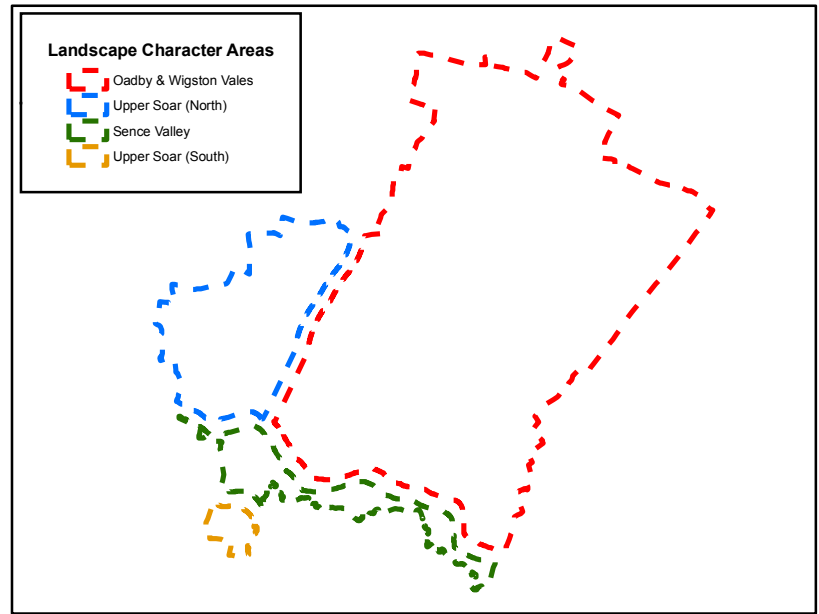 Landscape Character Areas
Oadby & Wigston Vales
Upper Soar (North)
Sence Valley
Upper Soar (South)